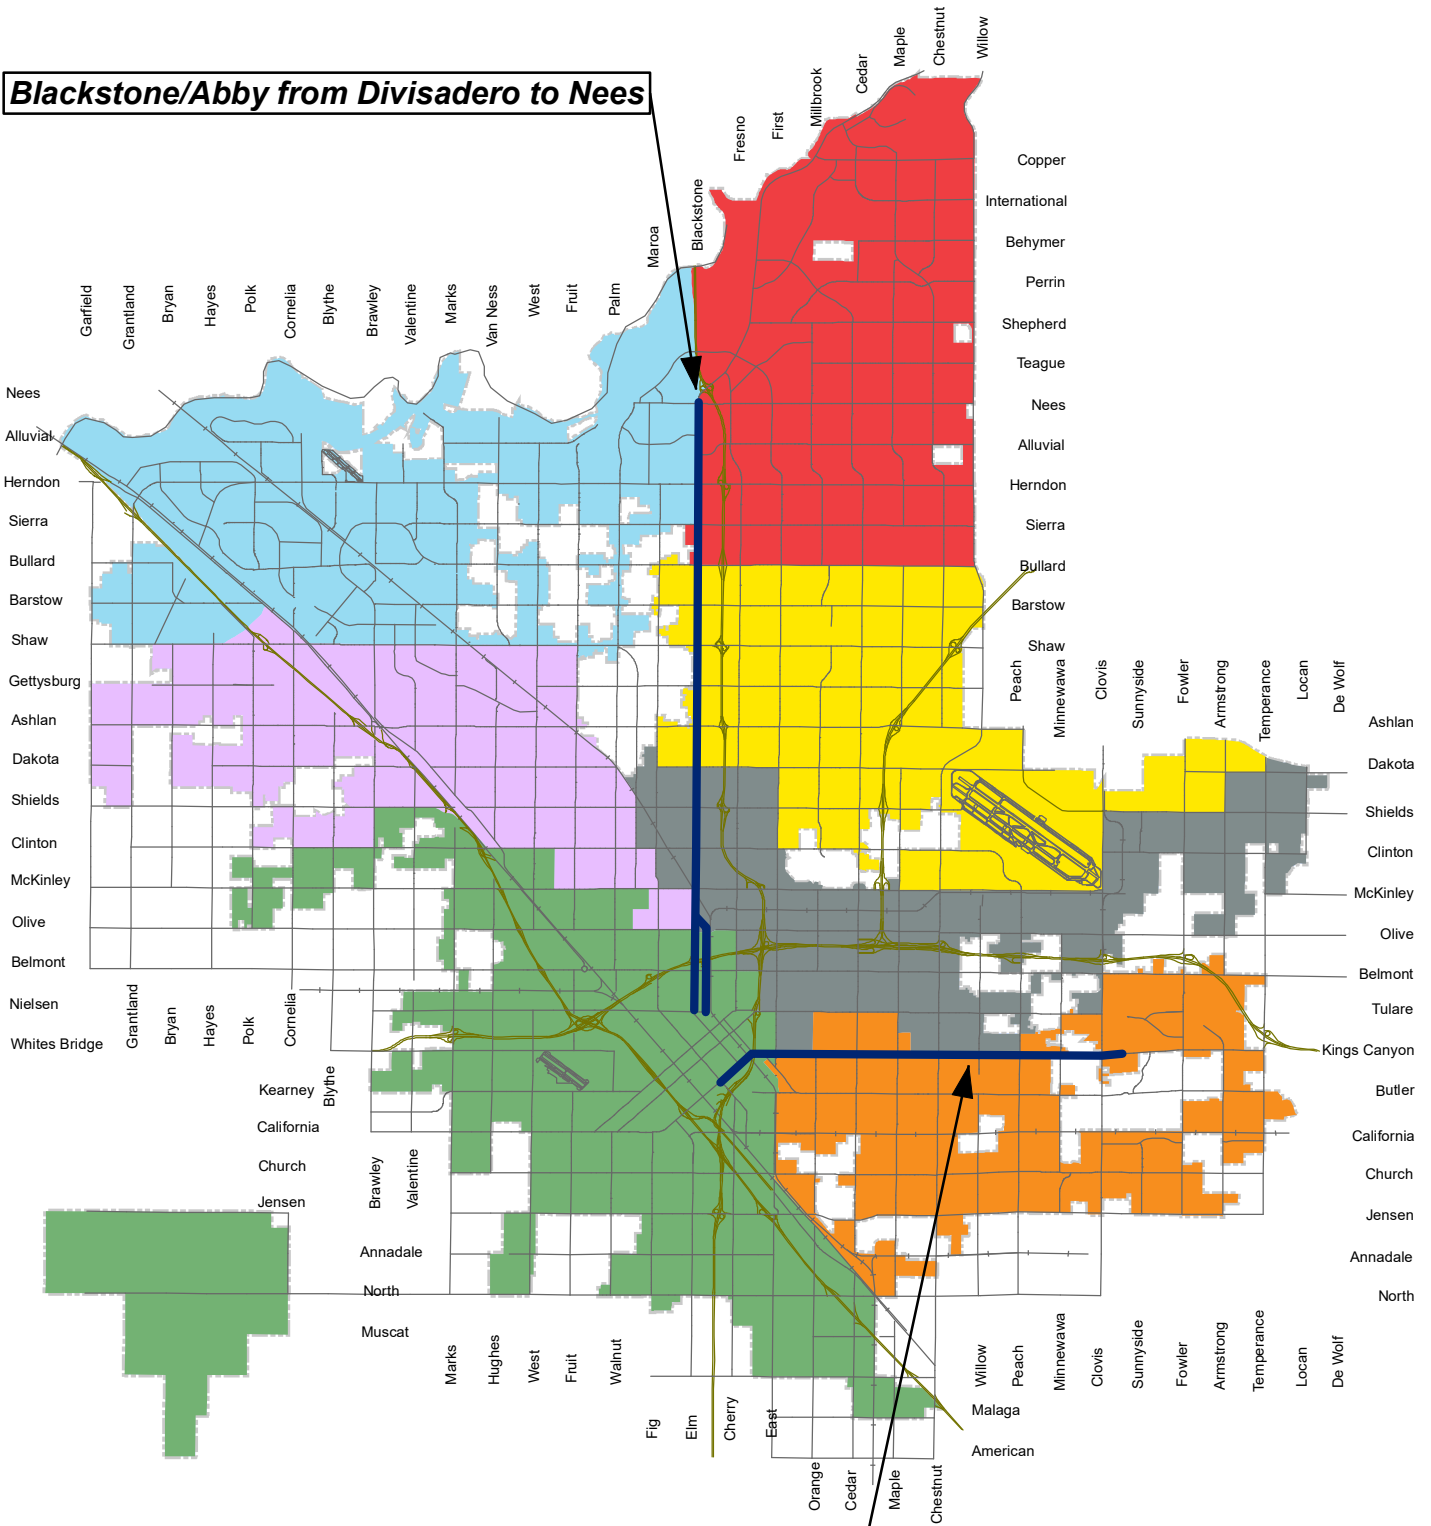 Blackstone/Abby from Divisadero to Nees
Maroa
Blackstone
Fresno
First
Millbrook
Cedar
Maple
Chestnut
Willow
Copper
International
Behymer
Perrin
Shepherd
Teague
Nees
Alluvial
Herndon
Sierra
Bullard
Barstow
Shaw
Garfield
Grantland
Bryan
Hayes
Polk
Cornelia
Blythe
Brawley
Valentine
Marks
Van Ness
West
Fruit
Palm
Nees
Alluvial
Herndon
Sierra
Bullard
Barstow
Shaw
Gettysburg
Ashlan
Dakota
Shields
Clinton
McKinley
Olive
Belmont
Nielsen
Whites Bridge
Peach
Minnewawa
Clovis
Sunnyside
Fowler
Armstrong
Temperance
Locan
De Wolf
Ashlan
Dakota
Shields
Clinton
McKinley
Olive
Belmont
Tulare
Kings Canyon
Butler
California
Church
Jensen
Annadale
North
Grantland
Bryan
Hayes
Polk
Cornelia
Blythe
Kearney
California
Church
Jensen
Brawley
Valentine
Annadale
North
Muscat
Marks
Hughes
West
Fruit
Walnut
Fig
Elm
Cherry
East
Orange
Cedar
Maple
Chestnut
Willow
Peach
Minnewawa
Clovis
Sunnyside
Fowler
Armstrong
Temperance
Locan
De Wolf
Malaga
American